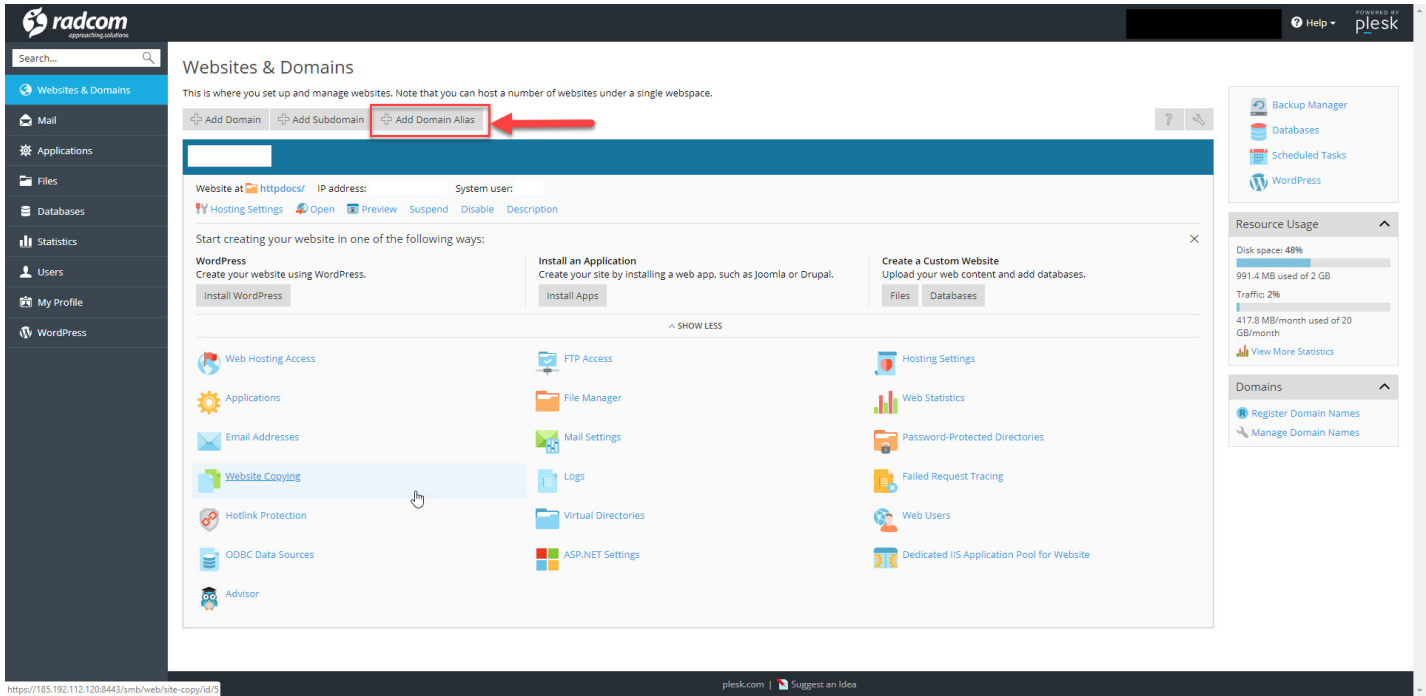 radcom
approaching.solutions
Help
POWERED BY
plesk
Search...
Websites & Domains
Mail
Applications
Files
Databases
Statistics
Users
My Profile
WordPress
Websites & Domains
This is where you set up and manage websites. Note that you can host a number of websites under a single webspace.
Add Domain Add Subdomain Add Domain Alias
Website at httpdocs/ IP address: System user:
Hosting Settings Open Preview Suspend Disable Description
Start creating your website in one of the following ways:
WordPress
Create your website using WordPress.
Install WordPress
Install an Application
Create your site by installing a web app, such as Joomla or Drupal.
Install Apps
Create a Custom Website
Upload your web content and add databases.
Files Databases
SHOW LESS
Web Hosting Access FTP Access Hosting Settings
Applications File Manager Web Statistics
Email Addresses Mail Settings Password-Protected Directories
Website Copying Logs Failed Request Tracing
Hotlink Protection Virtual Directories Web Users
ODBC Data Sources ASP.NET Settings Dedicated IIS Application Pool for Website
Advisor
Backup Manager
Databases
Scheduled Tasks
WordPress
Resource Usage
Disk space: 48%
991.4 MB used of 2 GB
Traffic: 2%
417.8 MB/month used of 20
GB/month
View More Statistics
Domains
R Register Domain Names
Manage Domain Names
plesk.com | Suggest an Idea
https://185.192.112.120:8443/smb/web/site-copy/id/5